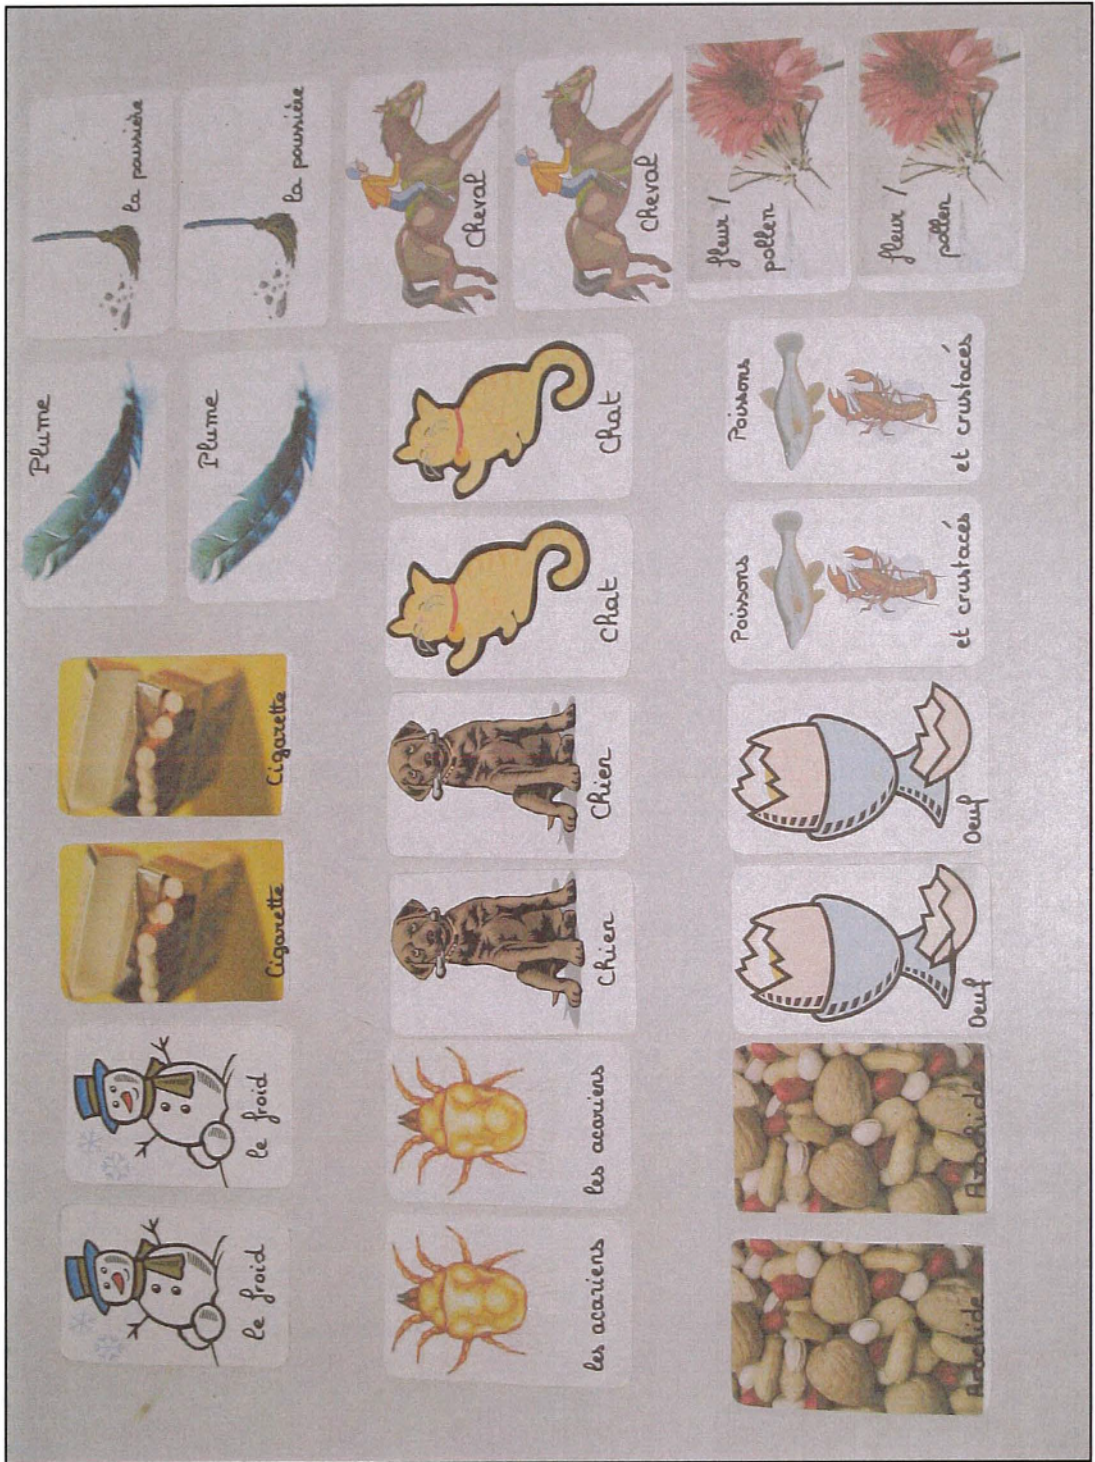 le froid
le froid
Cigarette
Cigarette
Plume
Plume
la poussière
la poussière
les acariens
les acariens
Chien
Chien
Chat
Chat
Cheval
Cheval
Arachide
Arachide
Oeuf
Oeuf
Poissons
et crustacés
Poissons
et crustacés
fleur /
pollen
fleur /
pollen